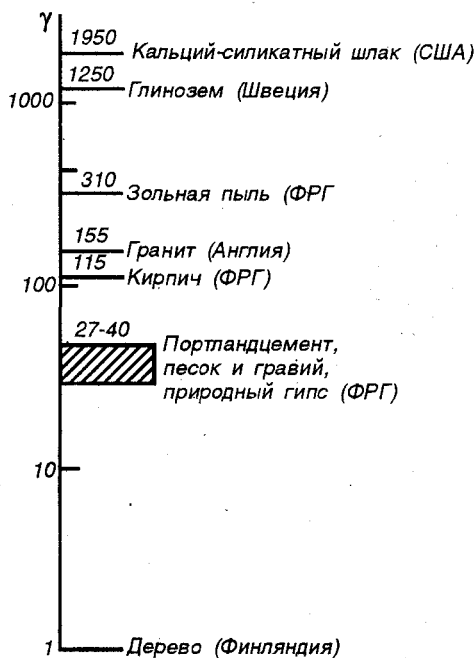 γ
1950
Кальций-силикатный шлак (США)
1250
Глинозем (Швеция)
1000
310
Зольная пыль (ФРГ
155
Гранит (Англия)
115
Кирпич (ФРГ)
100
27-40
Портландцемент,
песок и гравий,
природный гипс (ФРГ)
10
1
Дерево (Финляндия)